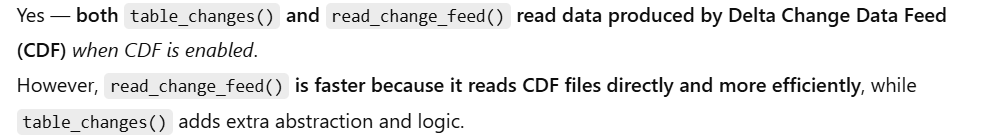 Yes — both table_changes() and read_change_feed() read data produced by Delta Change Data Feed
(CDF) when CDF is enabled.
However, read_change_feed() is faster because it reads CDF files directly and more efficiently, while
table_changes() adds extra abstraction and logic.